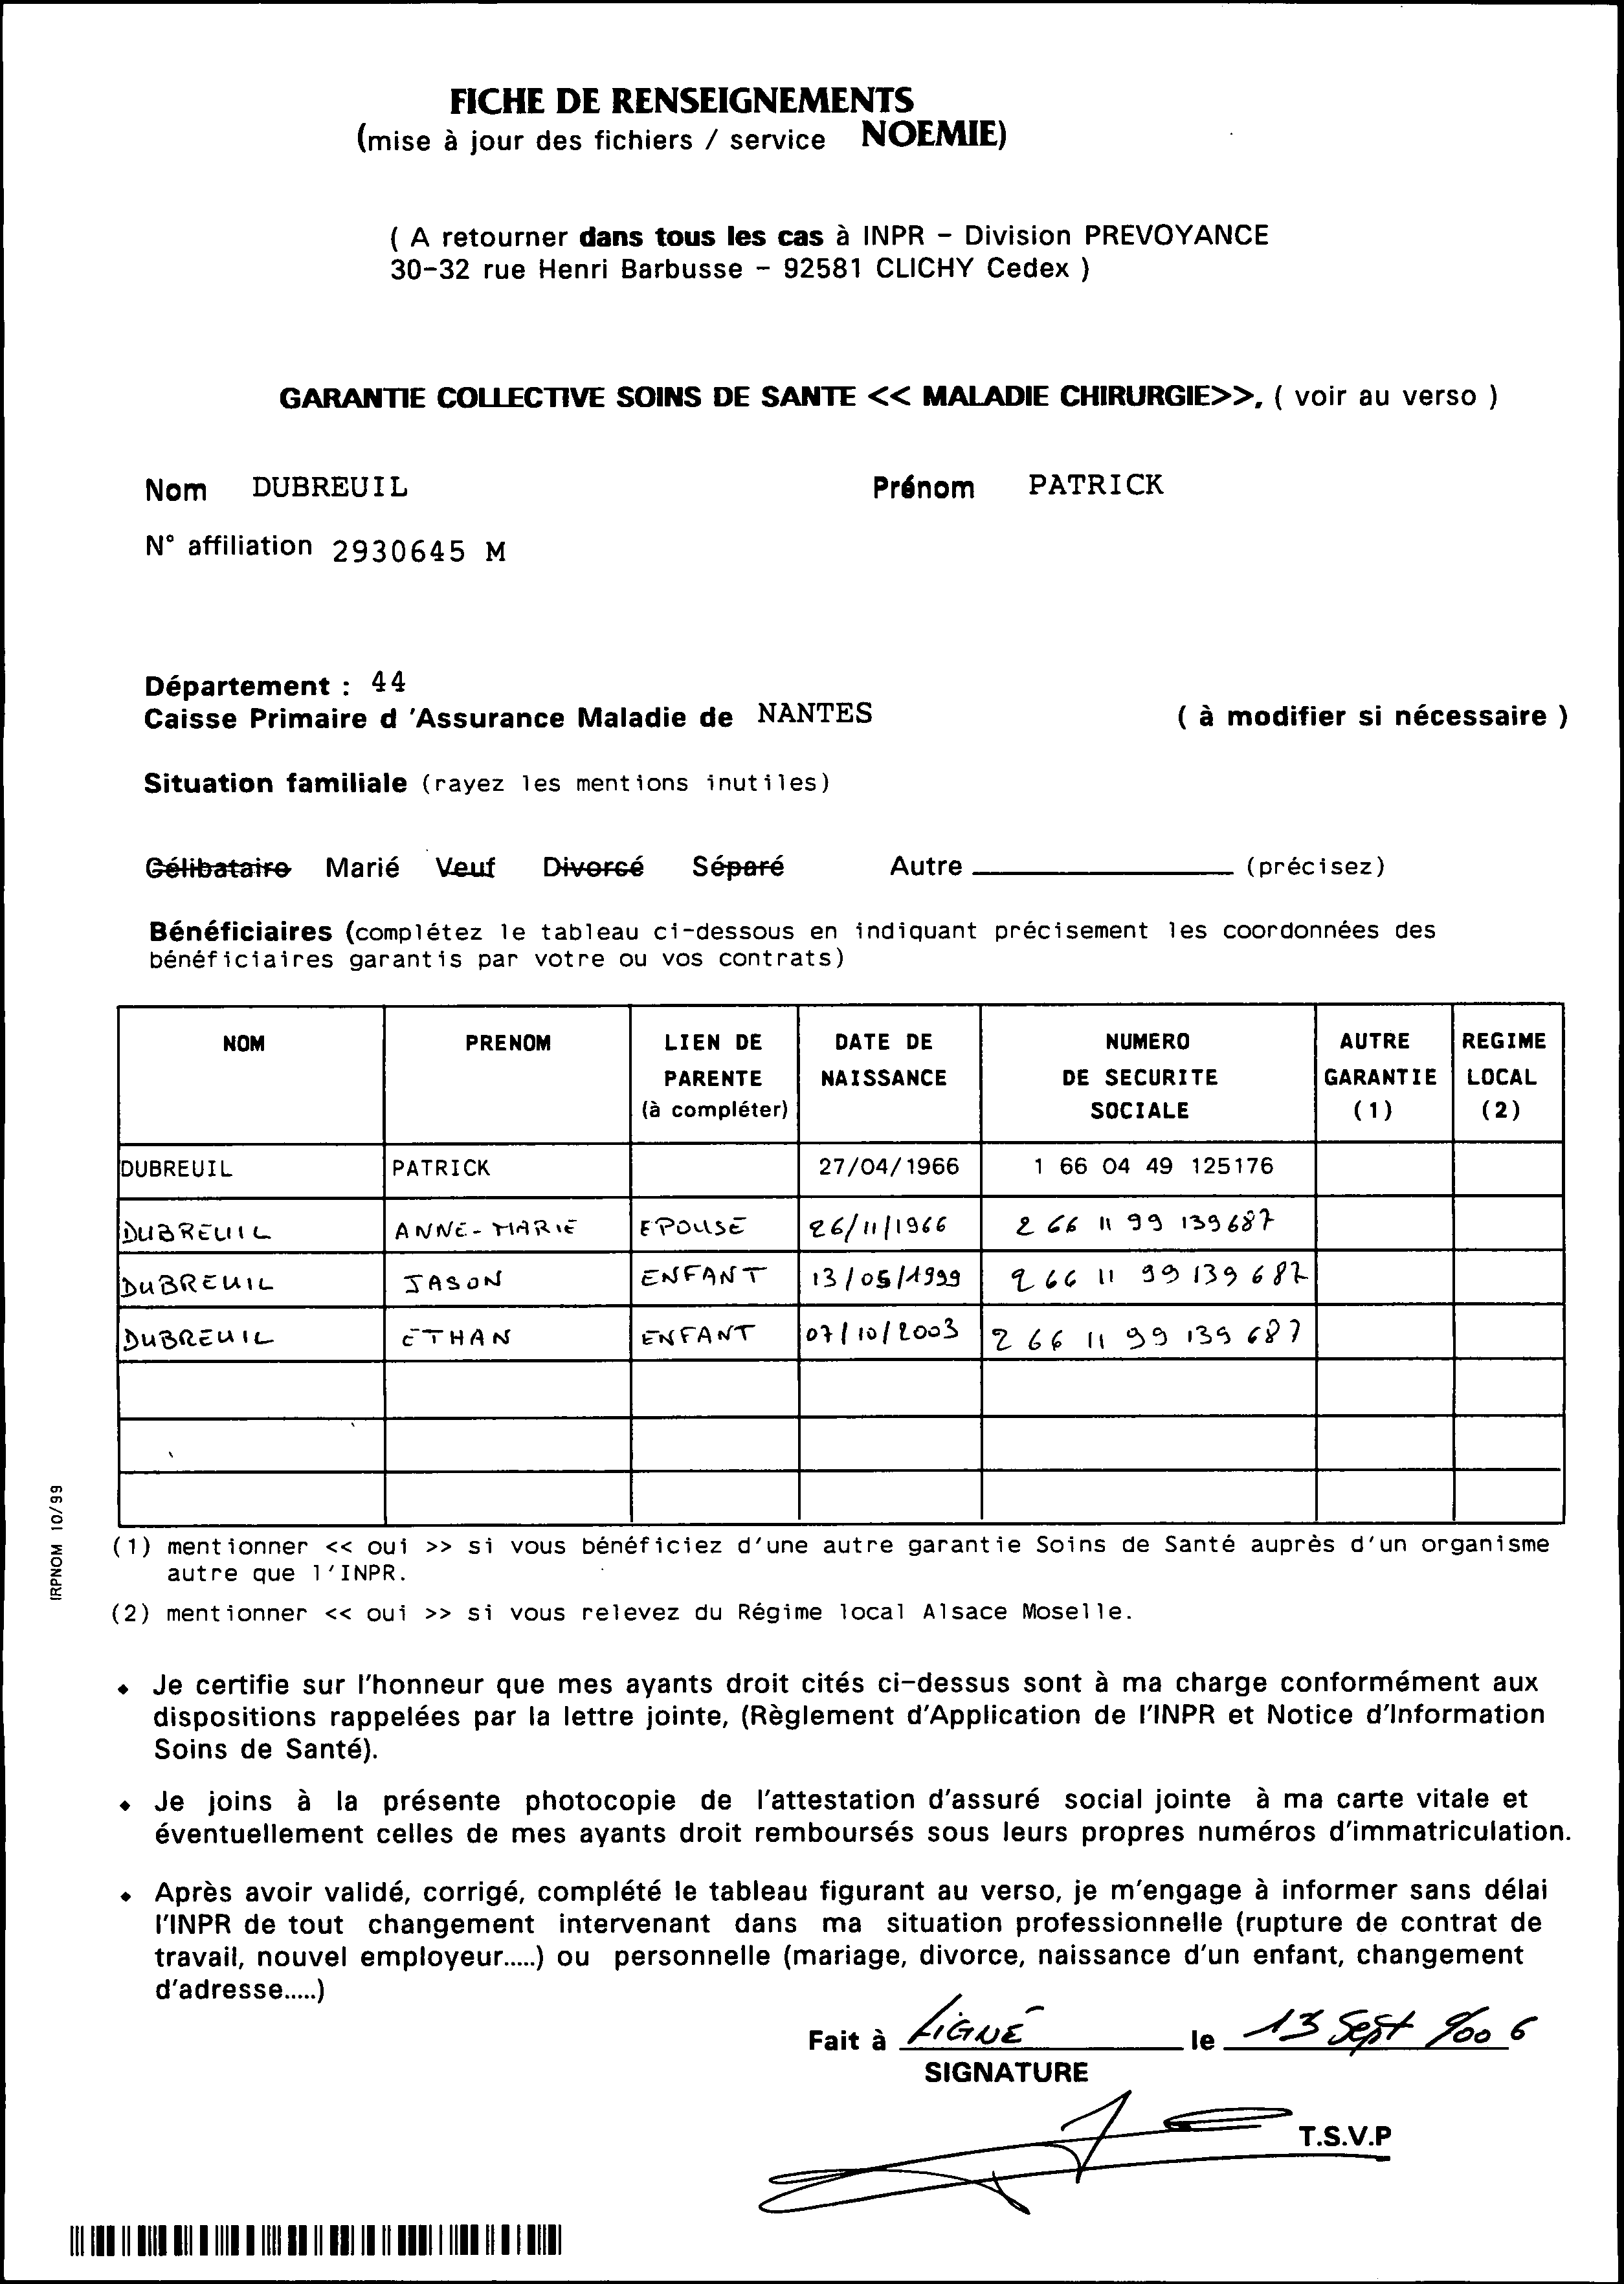 FICHE DE RENSEIGNEMENTS
(mise à jour des fichiers / service NOEMIE)
( A retourner dans tous les cas à INPR - Division PREVOYANCE
30-32 rue Henri Barbusse - 92581 CLICHY Cedex )
GARANTIE COLLECTIVE SOINS DE SANTE << MALADIE CHIRURGIE>>, ( voir au verso )
Nom DUBREUIL Prénom PATRICK
N° affiliation 2930645 M
Département : 44
Caisse Primaire d 'Assurance Maladie de NANTES ( à modifier si nécessaire )
Situation familiale (rayez les mentions inutiles)
Célibataire Marié Veuf Divorcé Séparé Autre (précisez)
Bénéficiaires (complétez le tableau ci-dessous en indiquant précisement les coordonnées des
bénéficiaires garantis par votre ou vos contrats)
NOM PRENOM LIEN DE DATE DE NUMERO AUTRE REGIME
PARENTE NAISSANCE DE SECURITE GARANTIE LOCAL
(à compléter) SOCIALE (1) (2)
DUBREUIL PATRICK 27/04/1966 1 66 04 49 125176
DUBREUIL ANNE-MARIE EPOUSE 26/11/1966 2 66 11 99 139687
DUBREUIL JASON ENFANT 13/05/1999 2 66 11 99 139 687
DUBREUIL ETHAN ENFANT 07/10/2003 2 66 11 99 139 687
(1) mentionner << oui >> si vous bénéficiez d'une autre garantie Soins de Santé auprès d'un organisme
autre que l'INPR.
(2) mentionner << oui >> si vous relevez du Régime local Alsace Moselle.
IRPNOM 10/99
• Je certifie sur l'honneur que mes ayants droit cités ci-dessus sont à ma charge conformément aux
dispositions rappelées par la lettre jointe, (Règlement d'Application de l'INPR et Notice d'Information
Soins de Santé).
• Je joins à la présente photocopie de l'attestation d'assuré social jointe à ma carte vitale et
éventuellement celles de mes ayants droit remboursés sous leurs propres numéros d'immatriculation.
• Après avoir validé, corrigé, complété le tableau figurant au verso, je m'engage à informer sans délai
l'INPR de tout changement intervenant dans ma situation professionnelle (rupture de contrat de
travail, nouvel employeur.....) ou personnelle (mariage, divorce, naissance d'un enfant, changement
d'adresse.....)
Fait à LIGNÉ le 13 Sept 2006
SIGNATURE
T.S.V.P